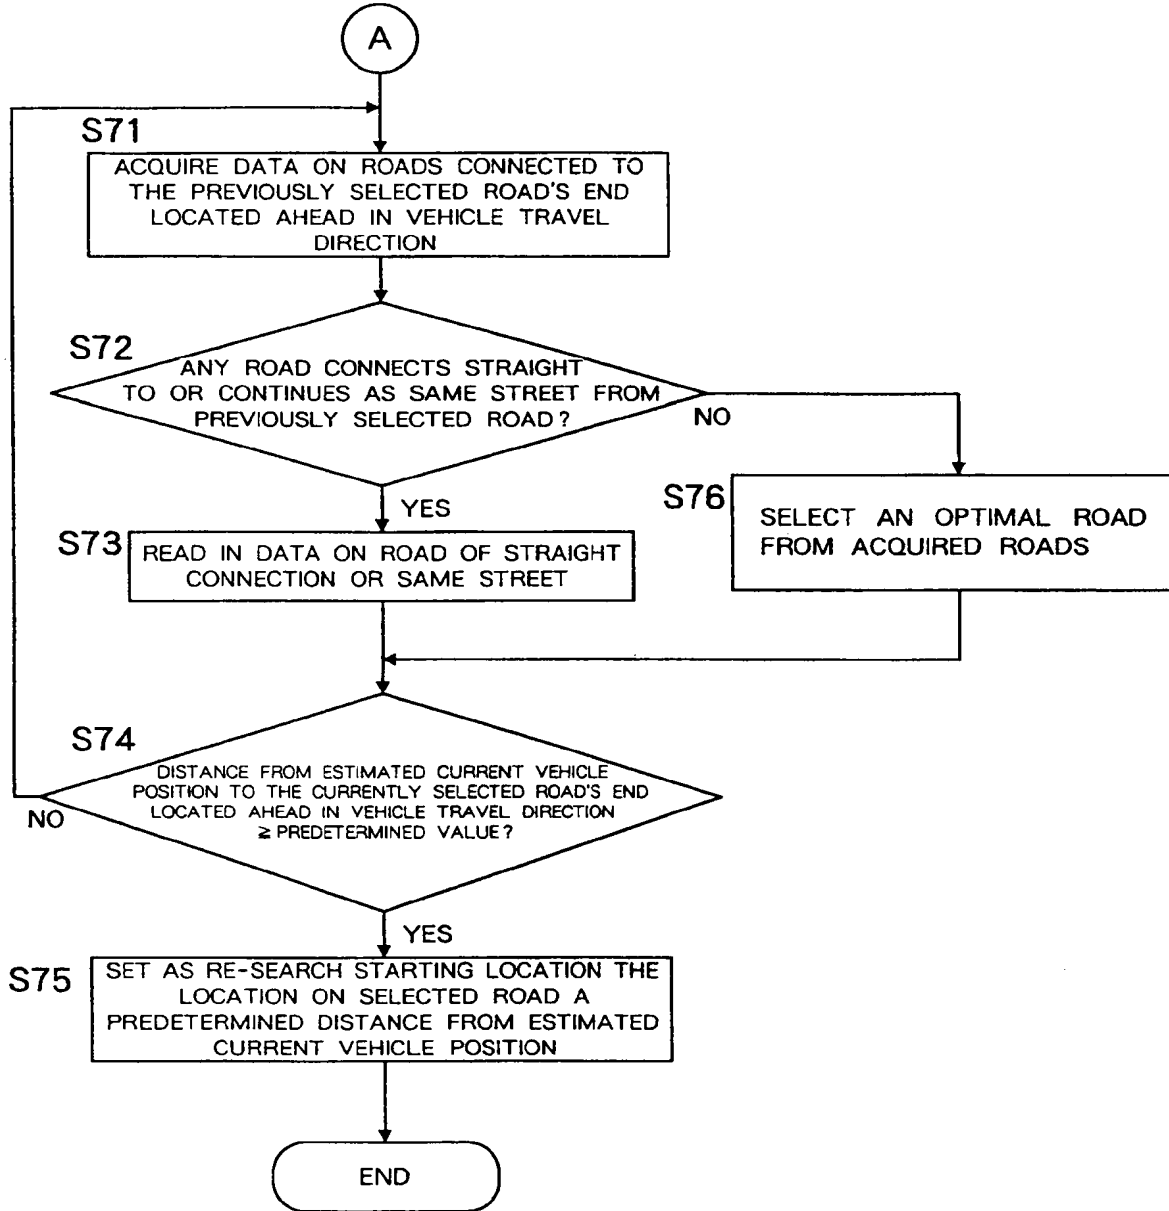 A
S71
ACQUIRE DATA ON ROADS CONNECTED TO
THE PREVIOUSLY SELECTED ROAD'S END
LOCATED AHEAD IN VEHICLE TRAVEL
DIRECTION
S72
ANY ROAD CONNECTS STRAIGHT
TO OR CONTINUES AS SAME STREET FROM
PREVIOUSLY SELECTED ROAD?
NO
YES
S76
SELECT AN OPTIMAL ROAD
FROM ACQUIRED ROADS
S73
READ IN DATA ON ROAD OF STRAIGHT
CONNECTION OR SAME STREET
S74
DISTANCE FROM ESTIMATED CURRENT VEHICLE
POSITION TO THE CURRENTLY SELECTED ROAD'S END
LOCATED AHEAD IN VEHICLE TRAVEL DIRECTION
≧ PREDETERMINED VALUE?
NO
YES
S75
SET AS RE-SEARCH STARTING LOCATION THE
LOCATION ON SELECTED ROAD A
PREDETERMINED DISTANCE FROM ESTIMATED
CURRENT VEHICLE POSITION
END